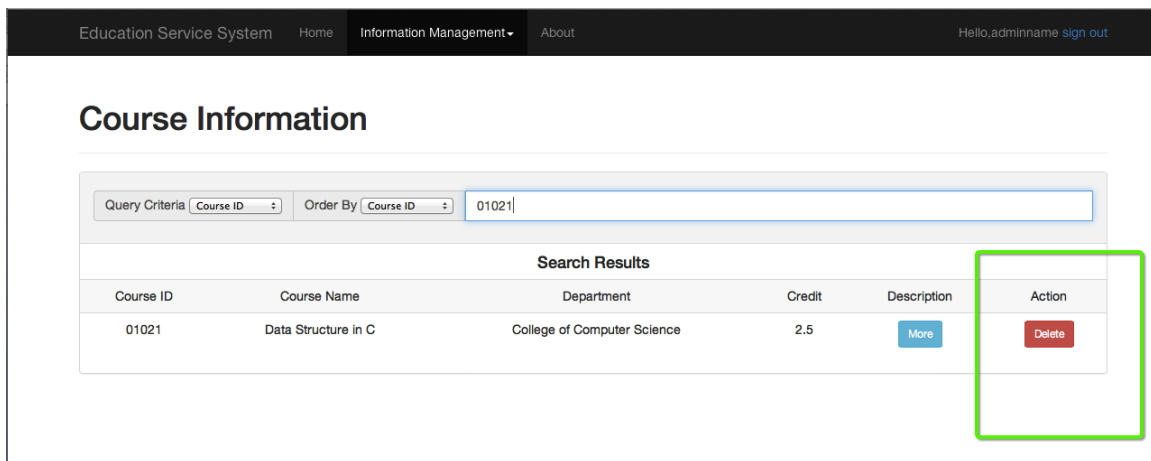 Education Service System Home Information Management About Hello,adminname sign out
Course Information
Query Criteria Course ID Order By Course ID 01021
Search Results
Course ID Course Name Department Credit Description Action
01021 Data Structure in C College of Computer Science 2.5 More Delete